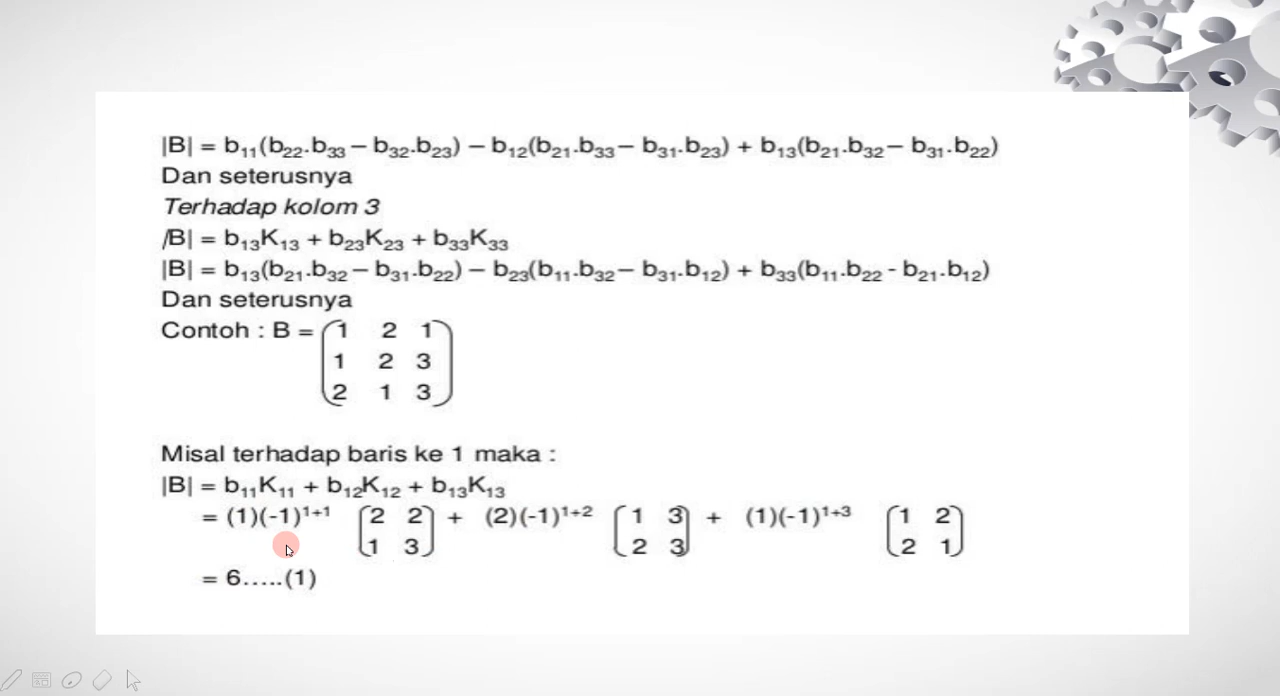 |B| = b₁₁(b₂₂.b₃₃ – b₃₂.b₂₃) – b₁₂(b₂₁.b₃₃– b₃₁.b₂₃) + b₁₃(b₂₁.b₃₂– b₃₁.b₂₂)
Dan seterusnya
Terhadap kolom 3
/B| = b₁₃K₁₃ + b₂₃K₂₃ + b₃₃K₃₃
|B| = b₁₃(b₂₁.b₃₂ – b₃₁.b₂₂) – b₂₃(b₁₁.b₃₂– b₃₁.b₁₂) + b₃₃(b₁₁.b₂₂ - b₂₁.b₁₂)
Dan seterusnya
Contoh : B = 1 2 1
1 2 3
2 1 3
Misal terhadap baris ke 1 maka :
|B| = b₁₁K₁₁ + b₁₂K₁₂ + b₁₃K₁₃
= (1)(-1)¹⁺¹ 2 2 + (2)(-1)¹⁺² 1 3 + (1)(-1)¹⁺³ 1 2
1 3 2 3 2 1
= 6.....(1)